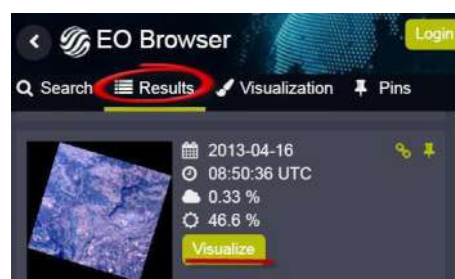 EO Browser
Login
Search Results Visualization Pins
2013-04-16
08:50:36 UTC
0.33 %
46.6 %
Visualize